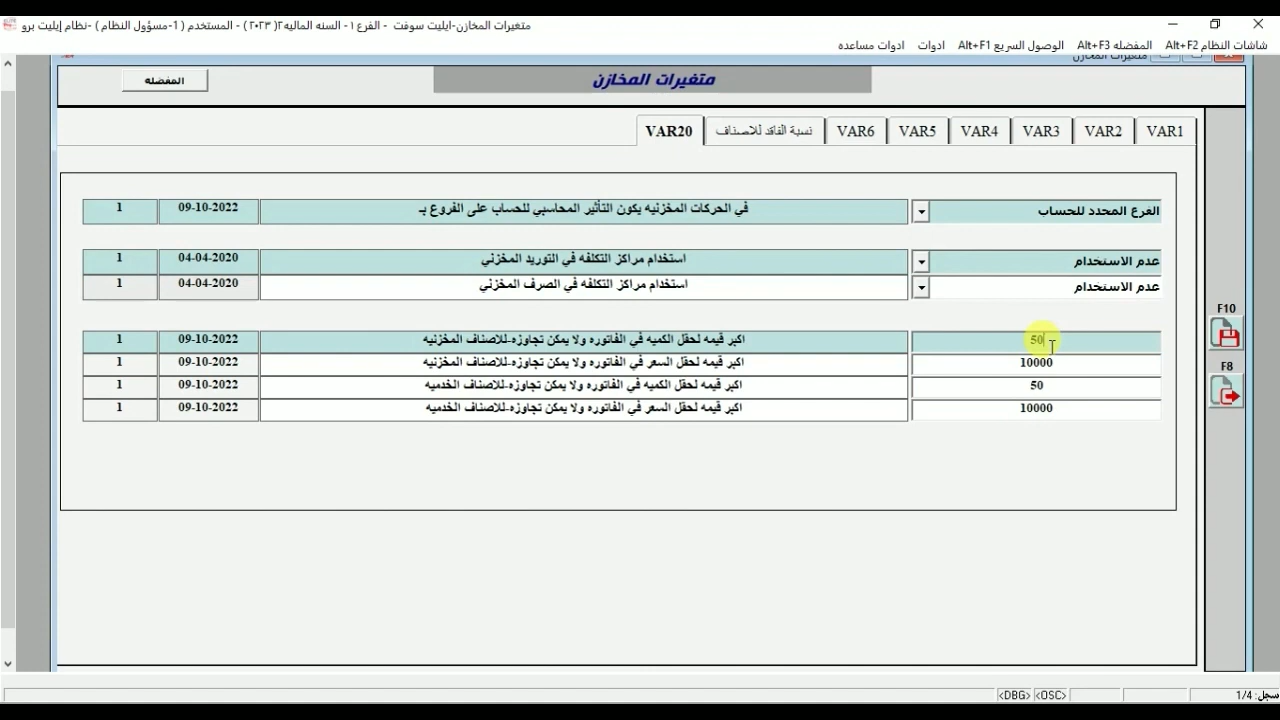 متغيرات المخازن-ايليت سوفت - الفرع ١- السنه الماليه٢( ٢٠٢٣) - المستخدم ( 1-مسؤول النظام ) -نظام إيليت برو
شاشات النظام Alt+F2 المفضله Alt+F3 الوصول السريع Alt+F1 ادوات ادوات مساعده
متغيرات المخازن
متغيرات المخازن
المفضله
VAR1 VAR2 VAR3 VAR4 VAR5 VAR6 نسبة الفاقد للاصناف VAR20
الفرع المحدد للحساب في الحركات المخزنيه يكون التأثير المحاسبي للحساب على الفروع بـ 09-10-2022 1
عدم الاستخدام استخدام مراكز التكلفه في التوريد المخزني 04-04-2020 1
عدم الاستخدام استخدام مراكز التكلفه في الصرف المخزني 04-04-2020 1
50 اكبر قيمه لحقل الكميه في الفاتوره ولا يمكن تجاوزه-للاصناف المخزنيه 09-10-2022 1
10000 اكبر قيمه لحقل السعر في الفاتوره ولا يمكن تجاوزه-للاصناف المخزنيه 09-10-2022 1
50 اكبر قيمه لحقل الكميه في الفاتوره ولا يمكن تجاوزه-للاصناف الخدميه 09-10-2022 1
10000 اكبر قيمه لحقل السعر في الفاتوره ولا يمكن تجاوزه-للاصناف الخدميه 09-10-2022 1
F10
F8
سجل: 1/4 <OSC> <DBG>